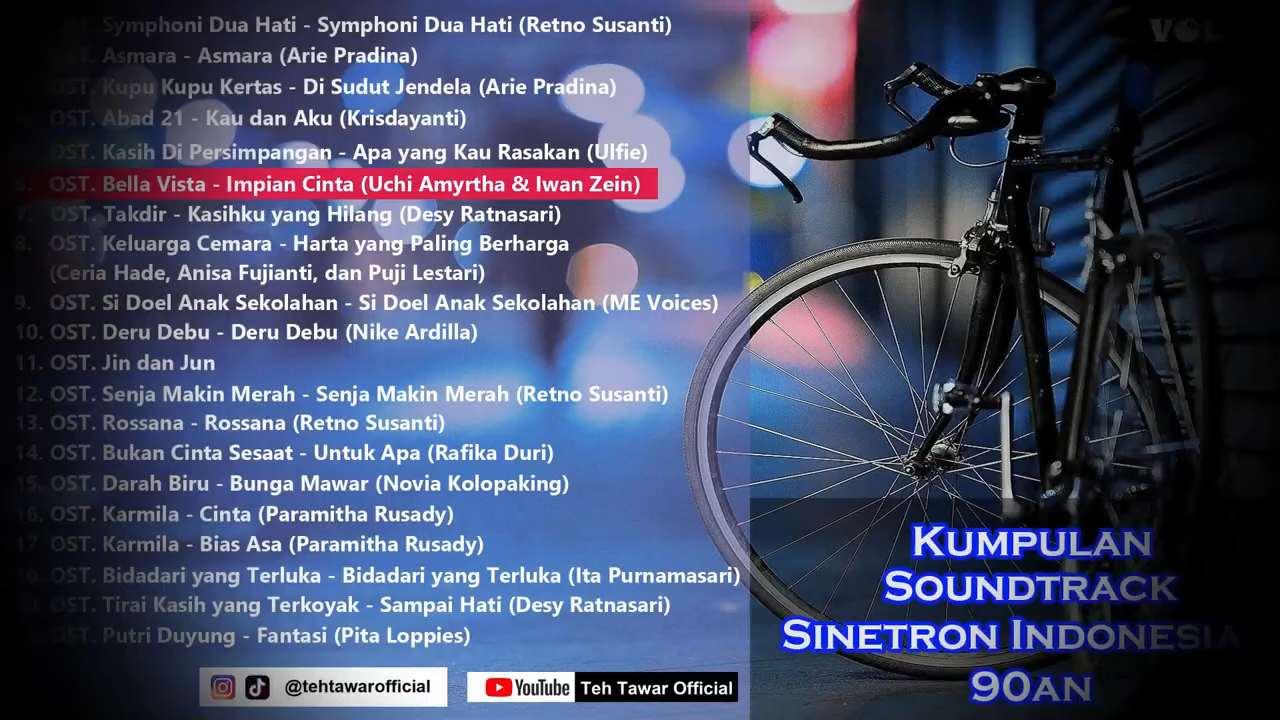 OST. Symphoni Dua Hati - Symphoni Dua Hati (Retno Susanti)
OST. Asmara - Asmara (Arie Pradina)
OST. Kupu Kupu Kertas - Di Sudut Jendela (Arie Pradina)
OST. Abad 21 - Kau dan Aku (Krisdayanti)
OST. Kasih Di Persimpangan - Apa yang Kau Rasakan (Ulfie)
6. OST. Bella Vista - Impian Cinta (Uchi Amyrtha & Iwan Zein)
7. OST. Takdir - Kasihku yang Hilang (Desy Ratnasari)
8. OST. Keluarga Cemara - Harta yang Paling Berharga
(Ceria Hade, Anisa Fujianti, dan Puji Lestari)
9. OST. Si Doel Anak Sekolahan - Si Doel Anak Sekolahan (ME Voices)
10. OST. Deru Debu - Deru Debu (Nike Ardilla)
11. OST. Jin dan Jun
12. OST. Senja Makin Merah - Senja Makin Merah (Retno Susanti)
13. OST. Rossana - Rossana (Retno Susanti)
14. OST. Bukan Cinta Sesaat - Untuk Apa (Rafika Duri)
15. OST. Darah Biru - Bunga Mawar (Novia Kolopaking)
16. OST. Karmila - Cinta (Paramitha Rusady)
17. OST. Karmila - Bias Asa (Paramitha Rusady)
OST. Bidadari yang Terluka - Bidadari yang Terluka (Ita Purnamasari)
OST. Tirai Kasih yang Terkoyak - Sampai Hati (Desy Ratnasari)
OST. Putri Duyung - Fantasi (Pita Loppies)
@tehtawarofficial
YouTube Teh Tawar Official
VOL
Kumpulan
Soundtrack
Sinetron Indonesia
90an